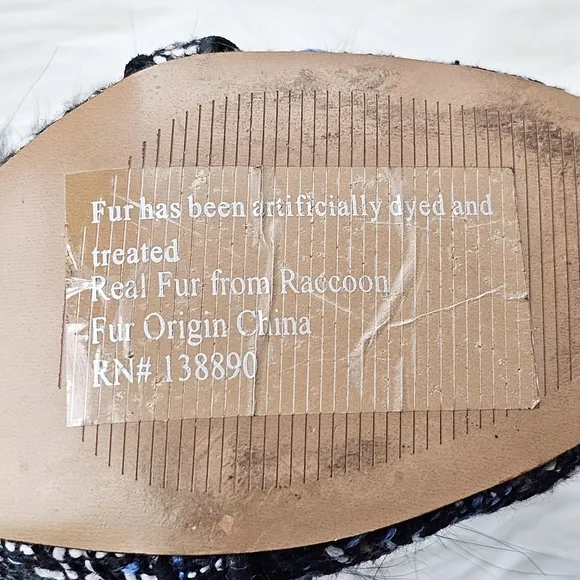 Fur has been artificially dyed and
treated
Real Fur from Raccoon
Fur Origin China
RN# 138890